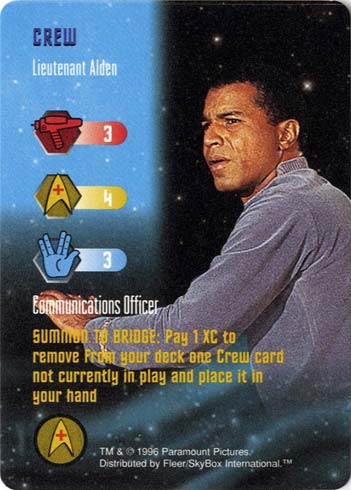 CREW
Lieutenant Alden
3
4
3
Communications Officer
SUMMON TO BRIDGE: Pay 1 XC to
remove from your deck one Crew card
not currently in play and place it in
your hand
TM & © 1996 Paramount Pictures.
Distributed by Fleer/SkyBox International.™